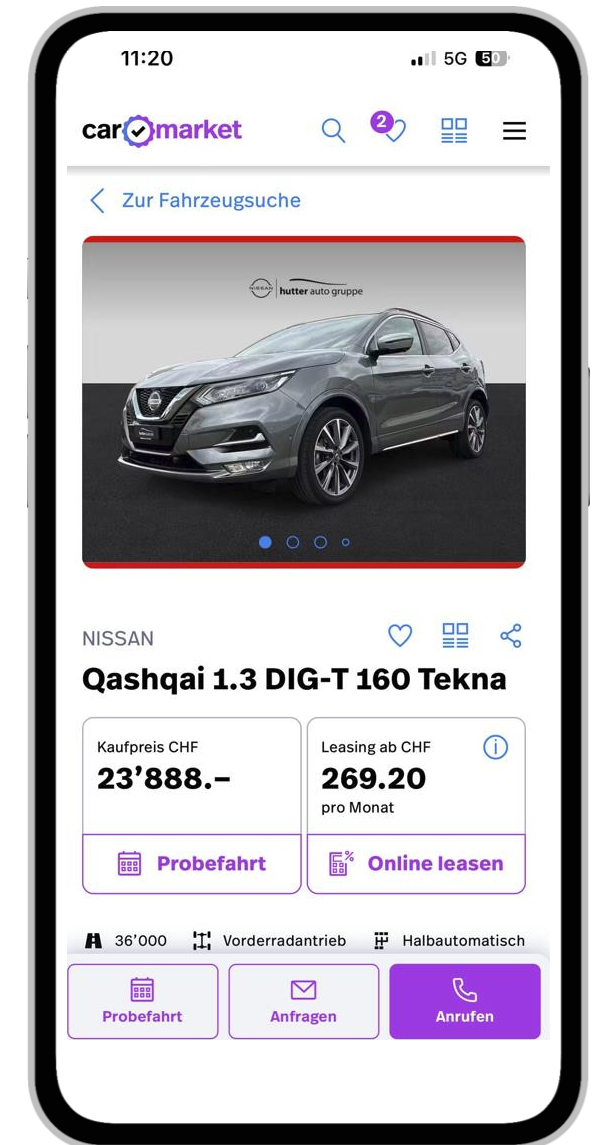 11:20
5G 50
car market
2
Zur Fahrzeugsuche
NISSAN hutter auto gruppe
NISSAN
Qashqai 1.3 DIG-T 160 Tekna
Kaufpreis CHF
23’888.–
Leasing ab CHF
269.20
pro Monat
Probefahrt
Online leasen
36’000 Vorderradantrieb Halbautomatisch
Probefahrt
Anfragen
Anrufen